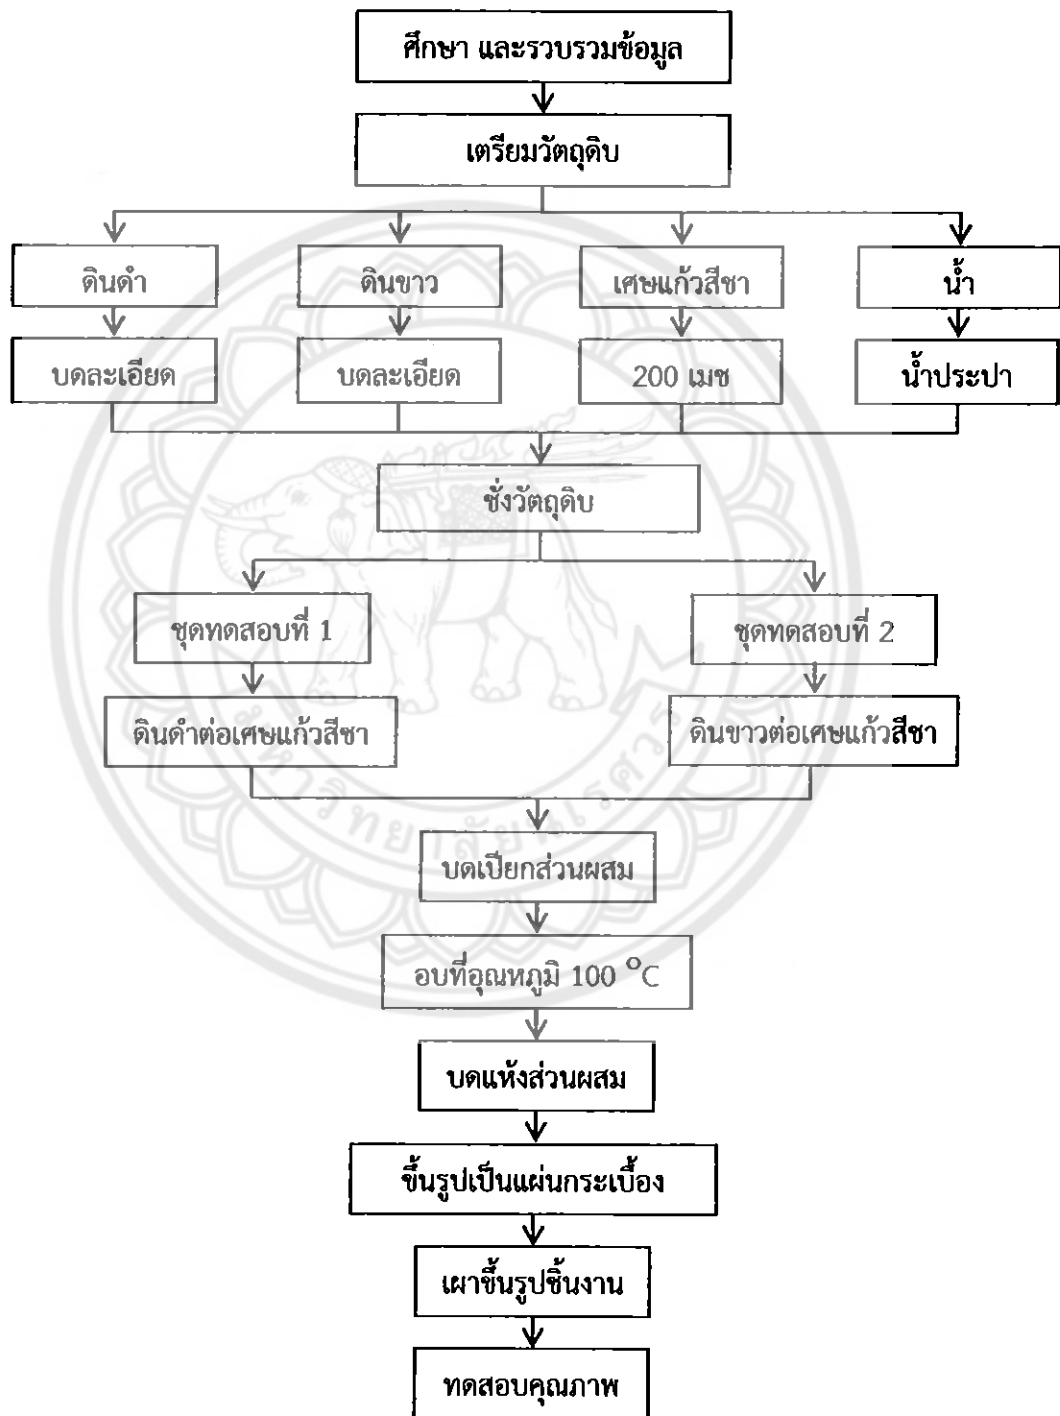 ศึกษา และรวบรวมข้อมูล
เตรียมวัตถุดิบ
ดินดำ
ดินขาว
เศษแก้วสีชา
น้ำ
บดละเอียด
บดละเอียด
200 เมช
น้ำประปา
ชั่งวัตถุดิบ
ชุดทดสอบที่ 1
ชุดทดสอบที่ 2
ดินดำต่อเศษแก้วสีชา
ดินขาวต่อเศษแก้วสีชา
บดเปียกส่วนผสม
อบที่อุณหภูมิ 100 °C
บดแห้งส่วนผสม
ขึ้นรูปเป็นแผ่นกระเบื้อง
เผาขึ้นรูปชิ้นงาน
ทดสอบคุณภาพ